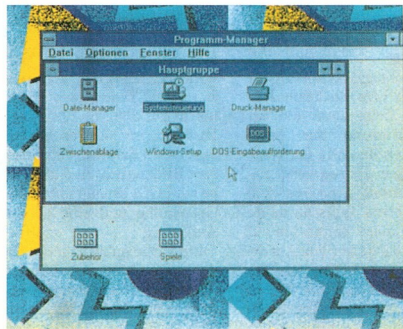 Programm-Manager
Datei Optionen Fenster Hilfe
Hauptgruppe
Datei-Manager Systemsteuerung Druck-Manager
Zwischenablage Windows-Setup DOS-Eingabeaufforderung
DOS
Zubehör Spiele